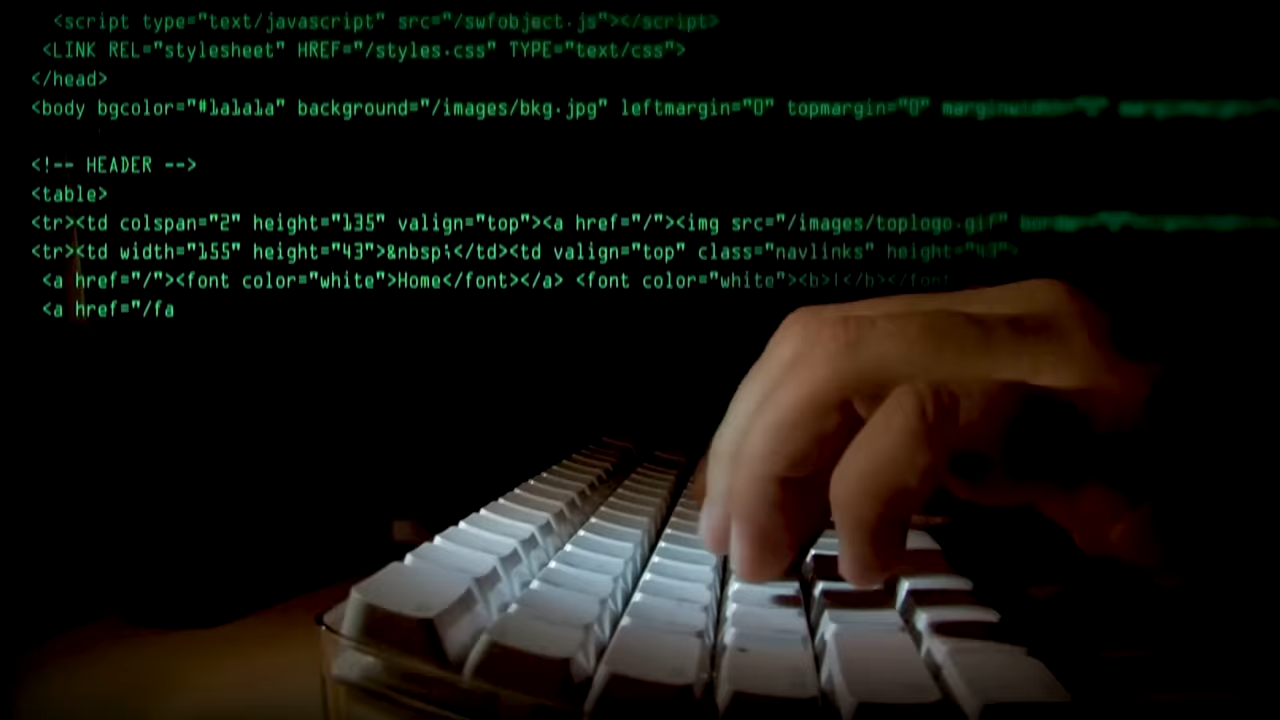 <script type="text/javascript" src="/swfobject.js"></script>
<LINK REL="stylesheet" HREF="/styles.css" TYPE="text/css">
</head>
<body bgcolor="#1a1a1a" background="/images/bkg.jpg" leftmargin="0" topmargin="0"
<!-- HEADER -->
<table>
<tr><td colspan="2" height="135" valign="top"><a href="/"><img src="/images/toplogo.gif"
<tr><td width="155" height="43">&nbsp;</td><td valign="top" class="navlinks" height="43">
<a href="/"><font color="white">Home</font></a> <font color="white"><b>|</b></font
<a href="/fa